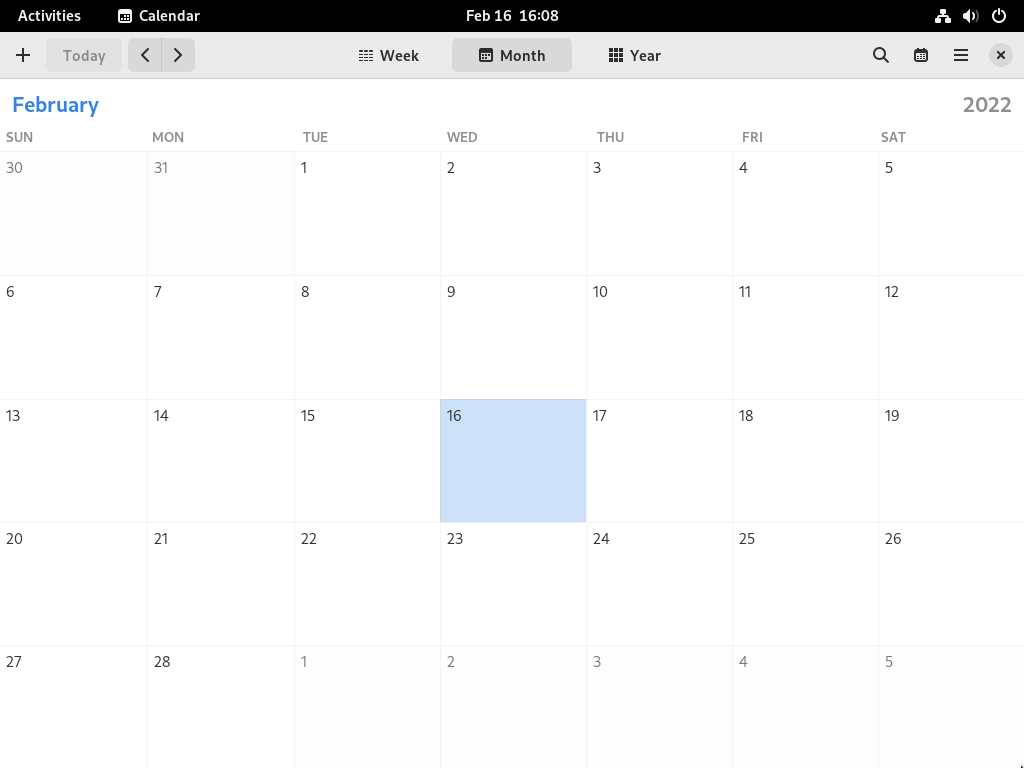 Activities Calendar Feb 16 16:08
Today Week Month Year
February 2022
SUN MON TUE WED THU FRI SAT
30 31 1 2 3 4 5
6 7 8 9 10 11 12
13 14 15 16 17 18 19
20 21 22 23 24 25 26
27 28 1 2 3 4 5